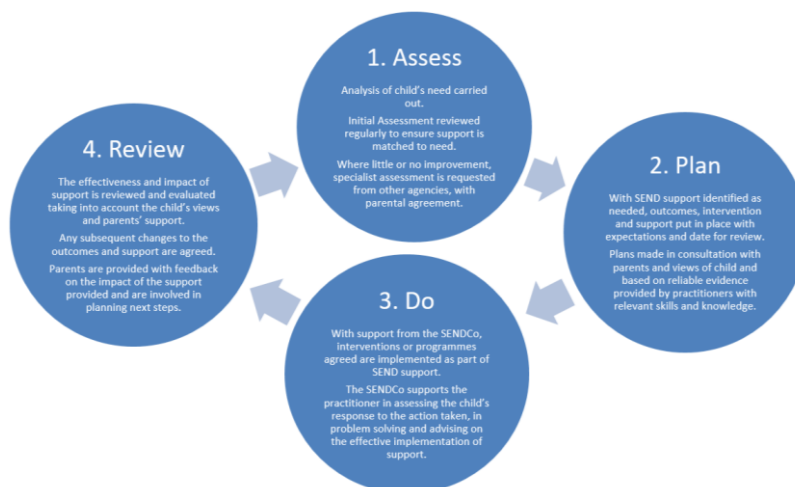 1. Assess
Analysis of child's need carried
out.
Initial Assessment reviewed
regularly to ensure support is
matched to need.
Where little or no improvement,
specialist assessment is requested
from other agencies, with
parental agreement.
2. Plan
With SEND support identified as
needed, outcomes, intervention
and support put in place with
expectations and date for review.
Plans made in consultation with
parents and views of child and
based on reliable evidence
provided by practitioners with
relevant skills and knowledge.
3. Do
With support from the SENDCo,
interventions or programmes
agreed are implemented as part of
SEND support.
The SENDCo supports the
practitioner in assessing the child's
response to the action taken, in
problem solving and advising on
the effective implementation of
support.
4. Review
The effectiveness and impact of
support is reviewed and evaluated
taking into account the child's views
and parents' support.
Any subsequent changes to the
outcomes and support are agreed.
Parents are provided with feedback
on the impact of the support
provided and are involved in
planning next steps.